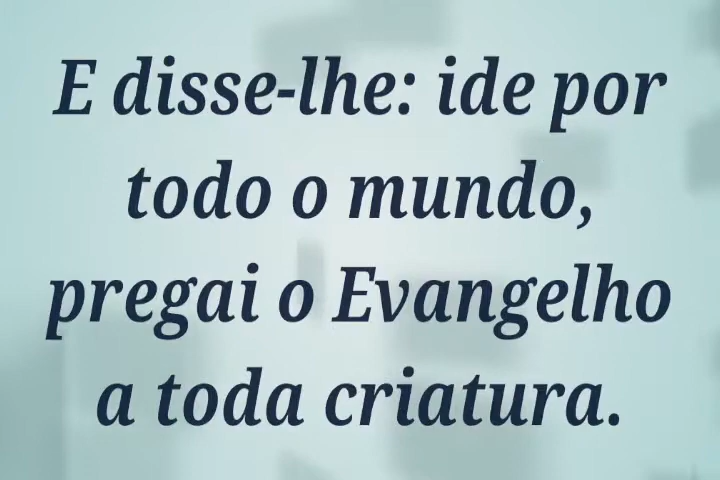 E disse-lhe: ide por
todo o mundo,
pregai o Evangelho
a toda criatura.